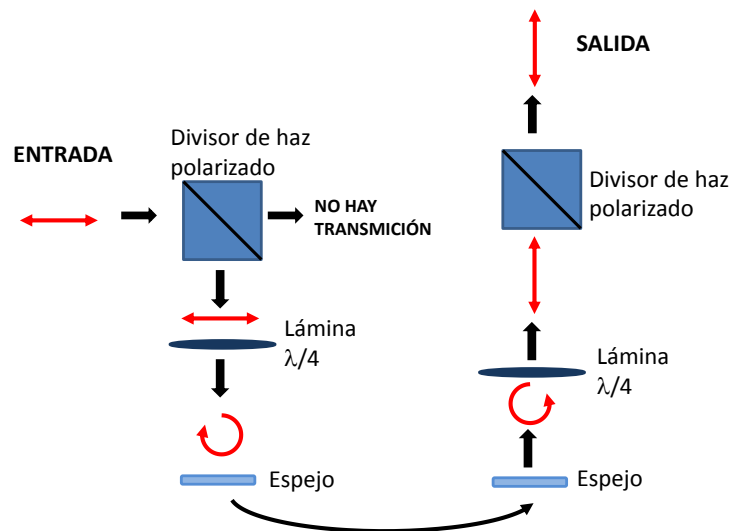 ENTRADA
Divisor de haz
polarizado
NO HAY
TRANSMICIÓN
Lámina
λ/4
Espejo
SALIDA
Divisor de haz
polarizado
Lámina
λ/4
Espejo